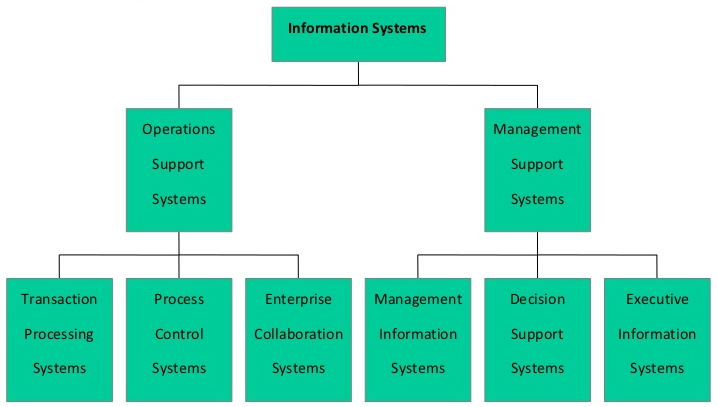 Information Systems
Operations
Support
Systems
Management
Support
Systems
Transaction
Processing
Systems
Process
Control
Systems
Enterprise
Collaboration
Systems
Management
Information
Systems
Decision
Support
Systems
Executive
Information
Systems